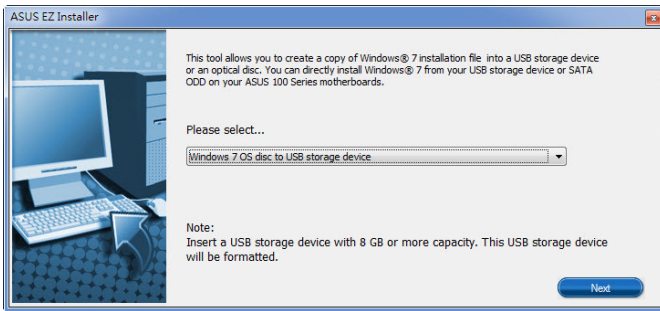 ASUS EZ Installer
This tool allows you to create a copy of Windows® 7 installation file into a USB storage device
or an optical disc. You can directly install Windows® 7 from your USB storage device or SATA
ODD on your ASUS 100 Series motherboards.
Please select...
Windows 7 OS disc to USB storage device
Note:
Insert a USB storage device with 8 GB or more capacity. This USB storage device
will be formatted.
Next